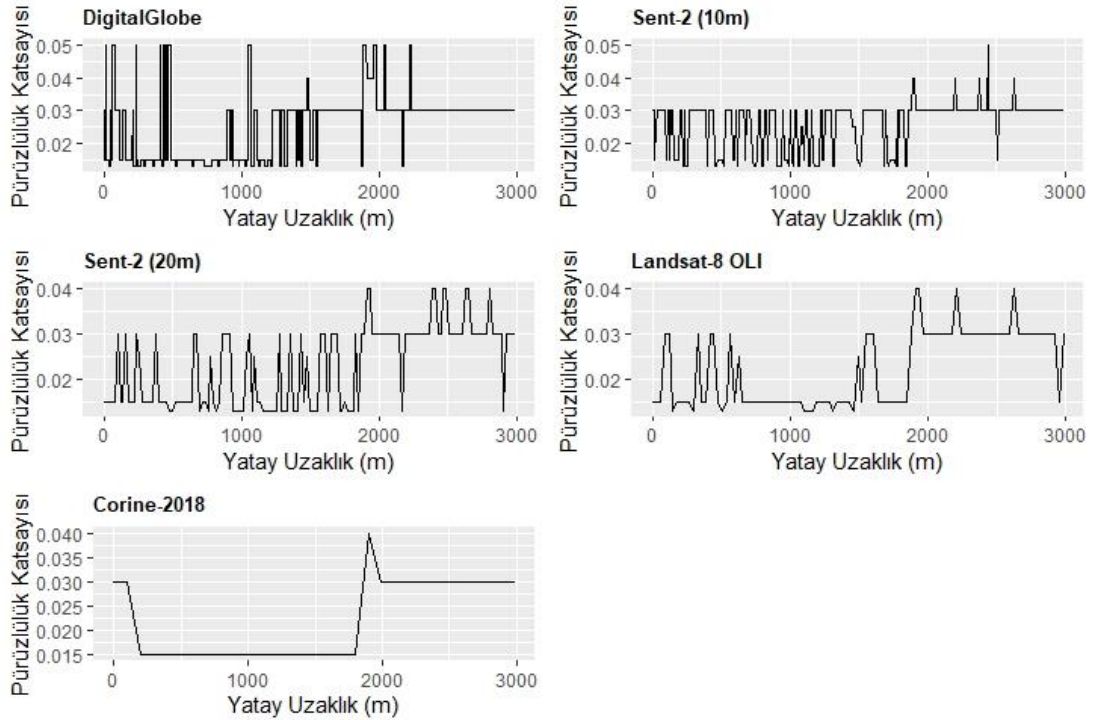 DigitalGlobe
Pürüzlülük Katsayısı
0.05
0.04
0.03
0.02
0 1000 2000 3000
Yatay Uzaklık (m)
Sent-2 (10m)
Pürüzlülük Katsayısı
0.05
0.04
0.03
0.02
0 1000 2000 3000
Yatay Uzaklık (m)
Sent-2 (20m)
Pürüzlülük Katsayısı
0.04
0.03
0.02
0 1000 2000 3000
Yatay Uzaklık (m)
Landsat-8 OLI
Pürüzlülük Katsayısı
0.04
0.03
0.02
0 1000 2000 3000
Yatay Uzaklık (m)
Corine-2018
Pürüzlülük Katsayısı
0.040
0.035
0.030
0.025
0.020
0.015
0 1000 2000 3000
Yatay Uzaklık (m)